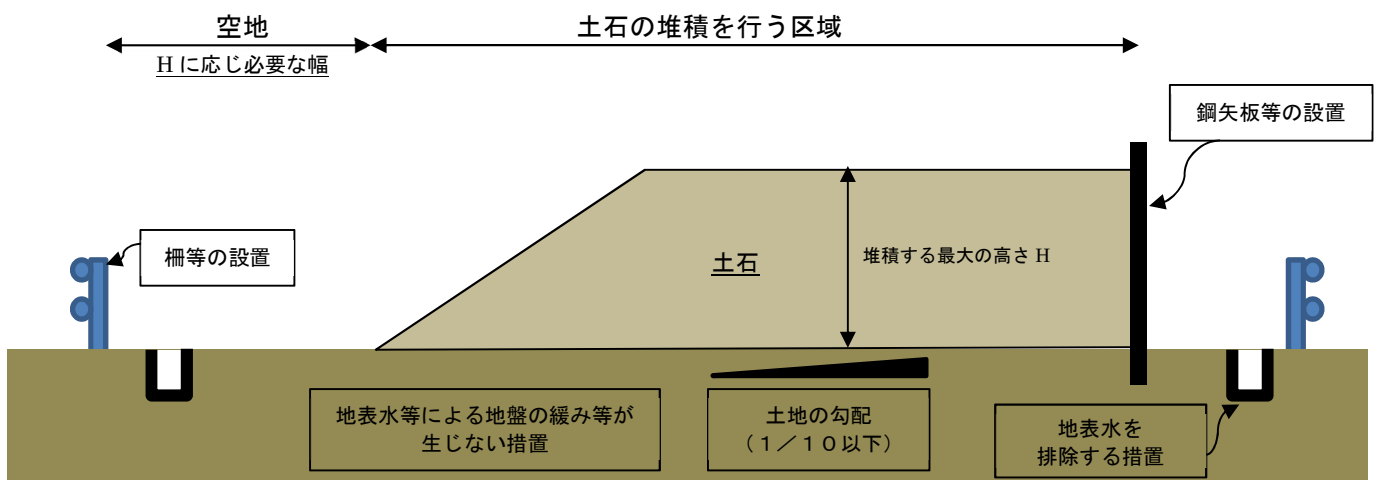 空地
土石の堆積を行う区域
Hに応じ必要な幅
鋼矢板等の設置
柵等の設置
土石
堆積する最大の高さ H
地表水等による地盤の緩み等が
生じない措置
土地の勾配
（１／１０以下）
地表水を
排除する措置